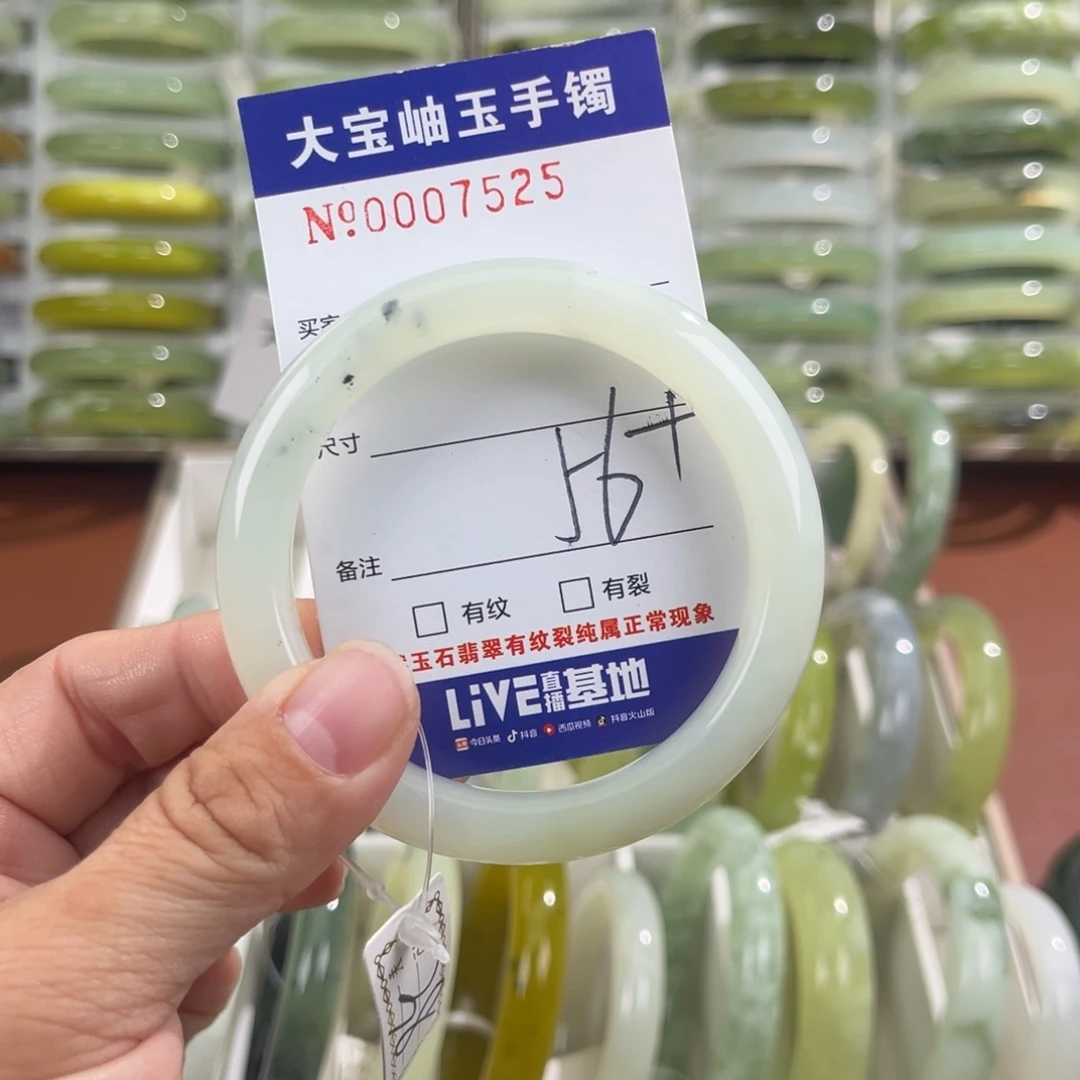 大宝岫玉手镯
Nº0007525
买家
尺寸
56+
备注
□ 有纹 □ 有裂
玉石翡翠有纹裂纯属正常现象
LiVE直播基地
今日头条 抖音 西瓜视频 抖音火山版